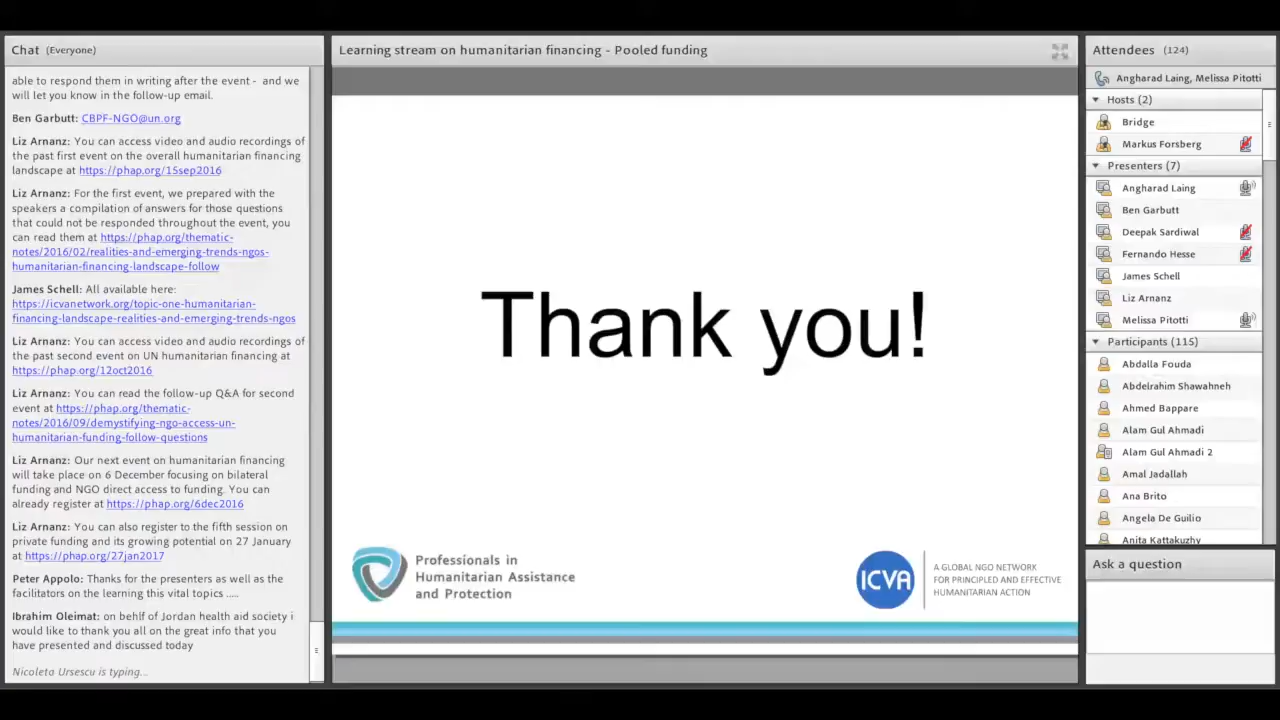 Chat (Everyone)
able to respond them in writing after the event - and we
will let you know in the follow-up email.
Ben Garbutt: CBPF-NGO@un.org
Liz Arnanz: You can access video and audio recordings of
the past first event on the overall humanitarian financing
landscape at https://phap.org/15sep2016
Liz Arnanz: For the first event, we prepared with the
speakers a compilation of answers for those questions
that could not be responded throughout the event, you
can read them at https://phap.org/thematic-
notes/2016/02/realities-and-emerging-trends-ngos-
humanitarian-financing-landscape-follow
James Schell: All available here:
https://icvanetwork.org/topic-one-humanitarian-
financing-landscape-realities-and-emerging-trends-ngos
Liz Arnanz: You can access video and audio recordings of
the past second event on UN humanitarian financing at
https://phap.org/12oct2016
Liz Arnanz: You can read the follow-up Q&A for second
event at https://phap.org/thematic-
notes/2016/09/demystifying-ngo-access-un-
humanitarian-funding-follow-questions
Liz Arnanz: Our next event on humanitarian financing
will take place on 6 December focusing on bilateral
funding and NGO direct access to funding. You can
already register at https://phap.org/6dec2016
Liz Arnanz: You can also register to the fifth session on
private funding and its growing potential on 27 January
at https://phap.org/27jan2017
Peter Appolo: Thanks for the presenters as well as the
facilitators on the learning this vital topics .....
Ibrahim Oleimat: on behlf of Jordan health aid society i
would like to thank you all on the great info that you
have presented and discussed today
Nicoleta Ursescu is typing...
Learning stream on humanitarian financing - Pooled funding
Thank you!
Professionals in
Humanitarian Assistance
and Protection
ICVA
A GLOBAL NGO NETWORK
FOR PRINCIPLED AND EFFECTIVE
HUMANITARIAN ACTION
Attendees (124)
Angharad Laing, Melissa Pitotti
Hosts (2)
Bridge
Markus Forsberg
Presenters (7)
Angharad Laing
Ben Garbutt
Deepak Sardiwal
Fernando Hesse
James Schell
Liz Arnanz
Melissa Pitotti
Participants (115)
Abdalla Fouda
Abdelrahim Shawahneh
Ahmed Bappare
Alam Gul Ahmadi
Alam Gul Ahmadi 2
Amal Jadallah
Ana Brito
Angela De Guilio
Anita Kattakuzhy
Ask a question